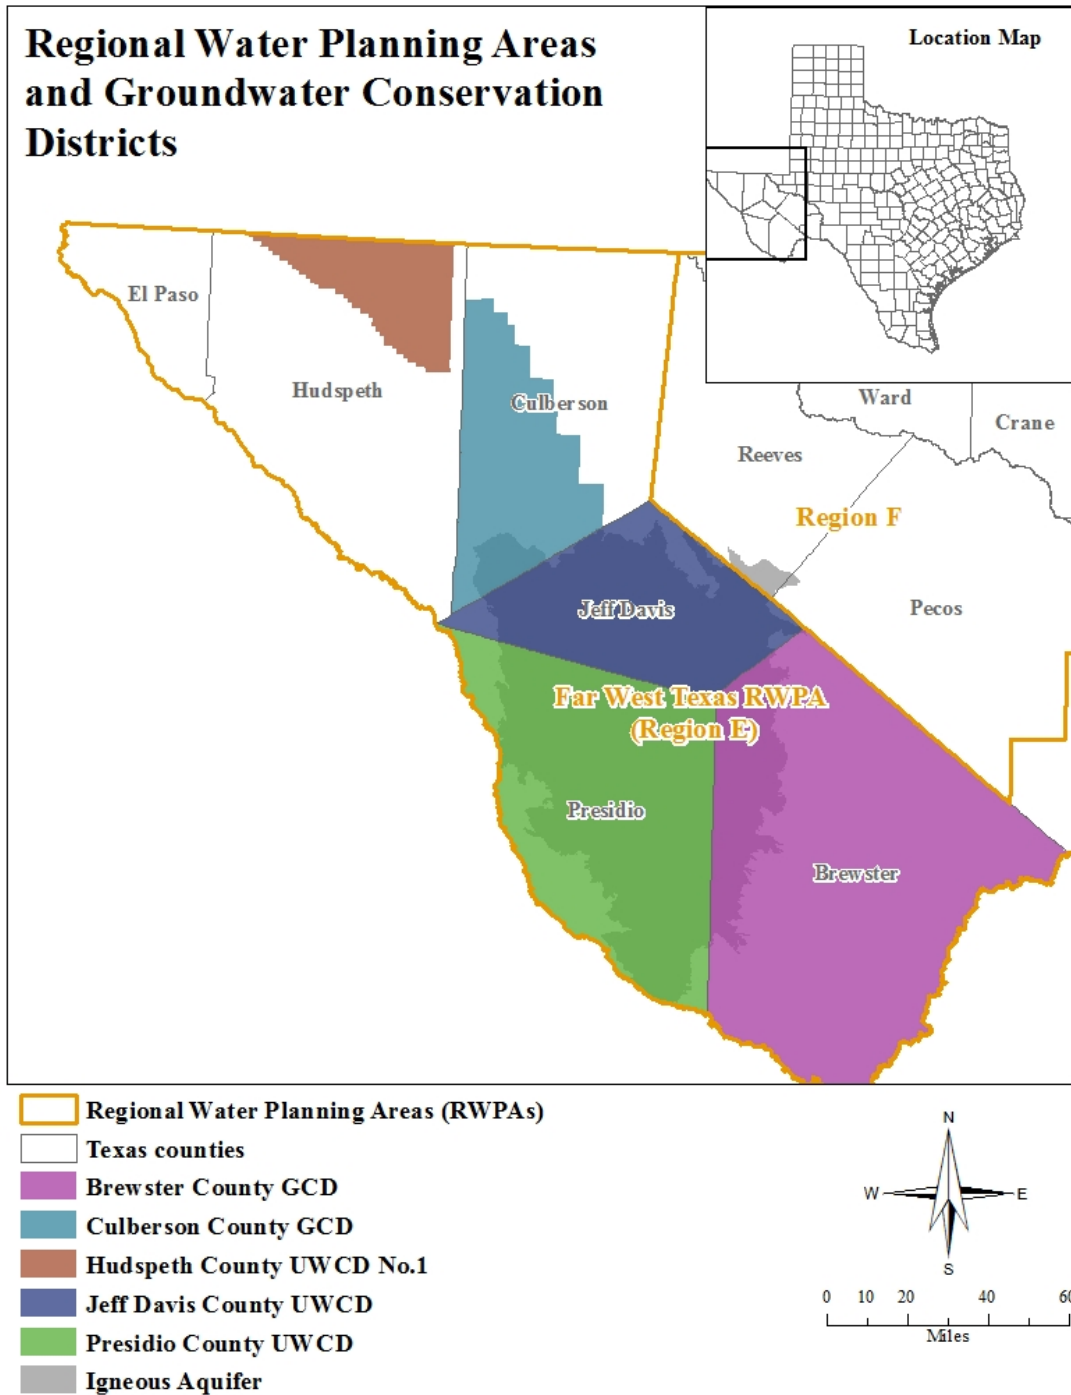 Regional Water Planning Areas
and Groundwater Conservation
Districts
Location Map
El Paso
Hudspeth
Culberson
Ward
Crane
Reeves
Region F
Jeff Davis
Pecos
Far West Texas RWPA
(Region E)
Presidio
Brewster
Regional Water Planning Areas (RWPAs)
Texas counties
Brewster County GCD
Culberson County GCD
Hudspeth County UWCD No.1
Jeff Davis County UWCD
Presidio County UWCD
Igneous Aquifer
N
W E
S
0 10 20 40 60
Miles